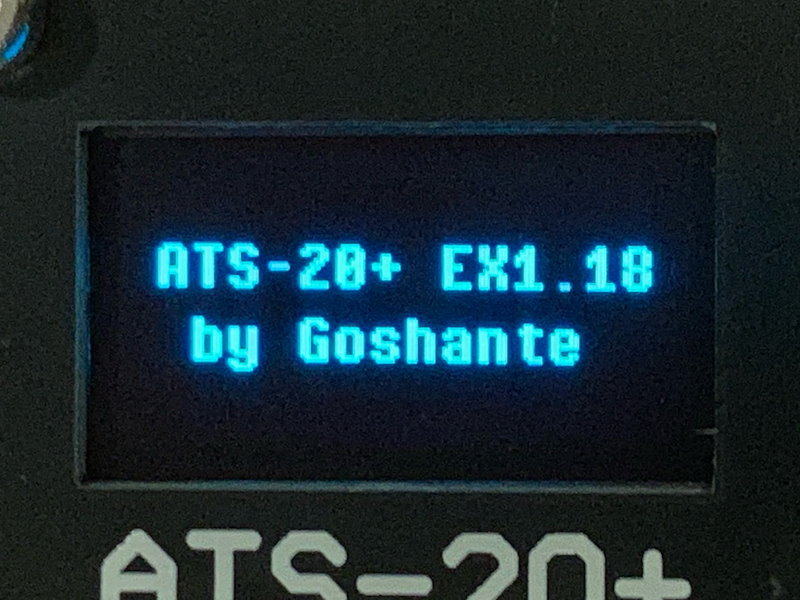 ATS-20+ EX1.18
by Goshante
ATS-20+